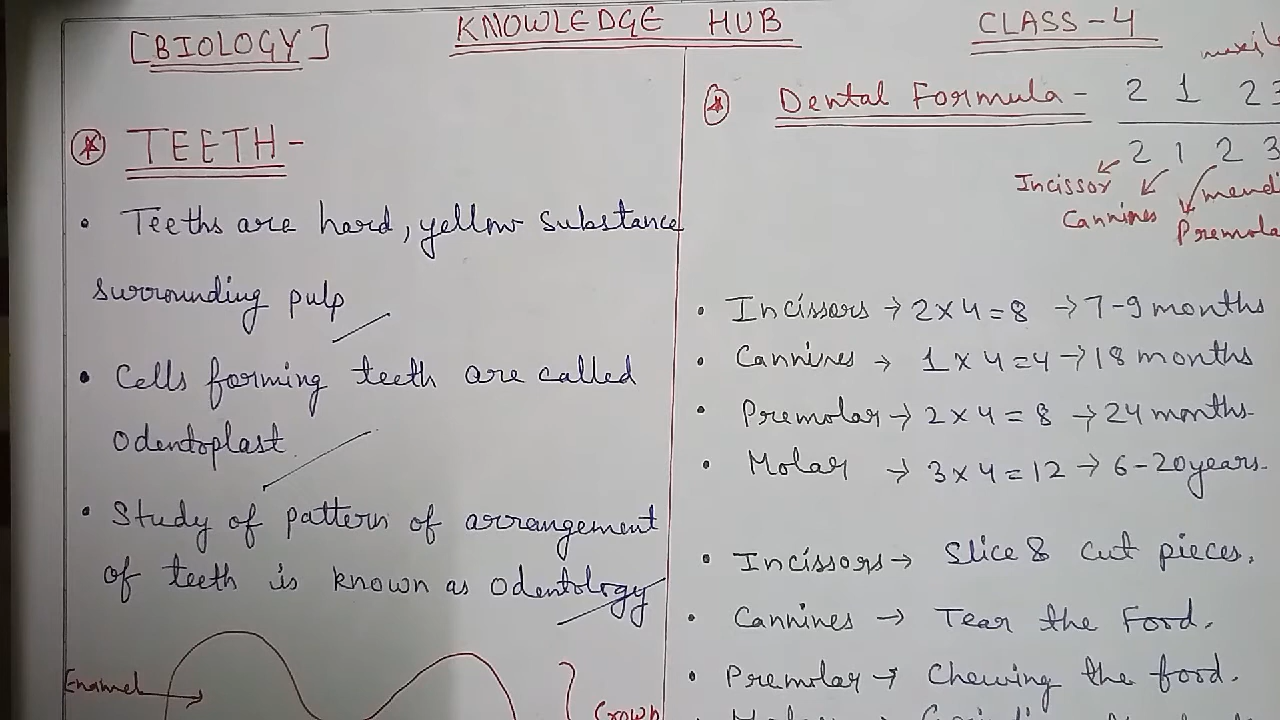 [BIOLOGY]
KNOWLEDGE HUB
CLASS-4
TEETH-
• Teeths are hard, yellow substance
surrounding pulp
• Cells forming teeth are called
Odentoplast.
• Study of pattern of arrangement
of teeth is known as Odentology
Enamel
Crown
Dental Formula - 2 1 2 3
2 1 2 3
Incissor
Cannines
• Incissors → 2 x 4 = 8 → 7-9 months
• Cannines → 1 x 4 = 4 → 18 months
• Premolar → 2 x 4 = 8 → 24 months.
• Molar → 3 x 4 = 12 → 6-20 years.
• Incissors → Slice & cut pieces.
• Cannines → Tear the Food.
• Premolar → Chewing the food.